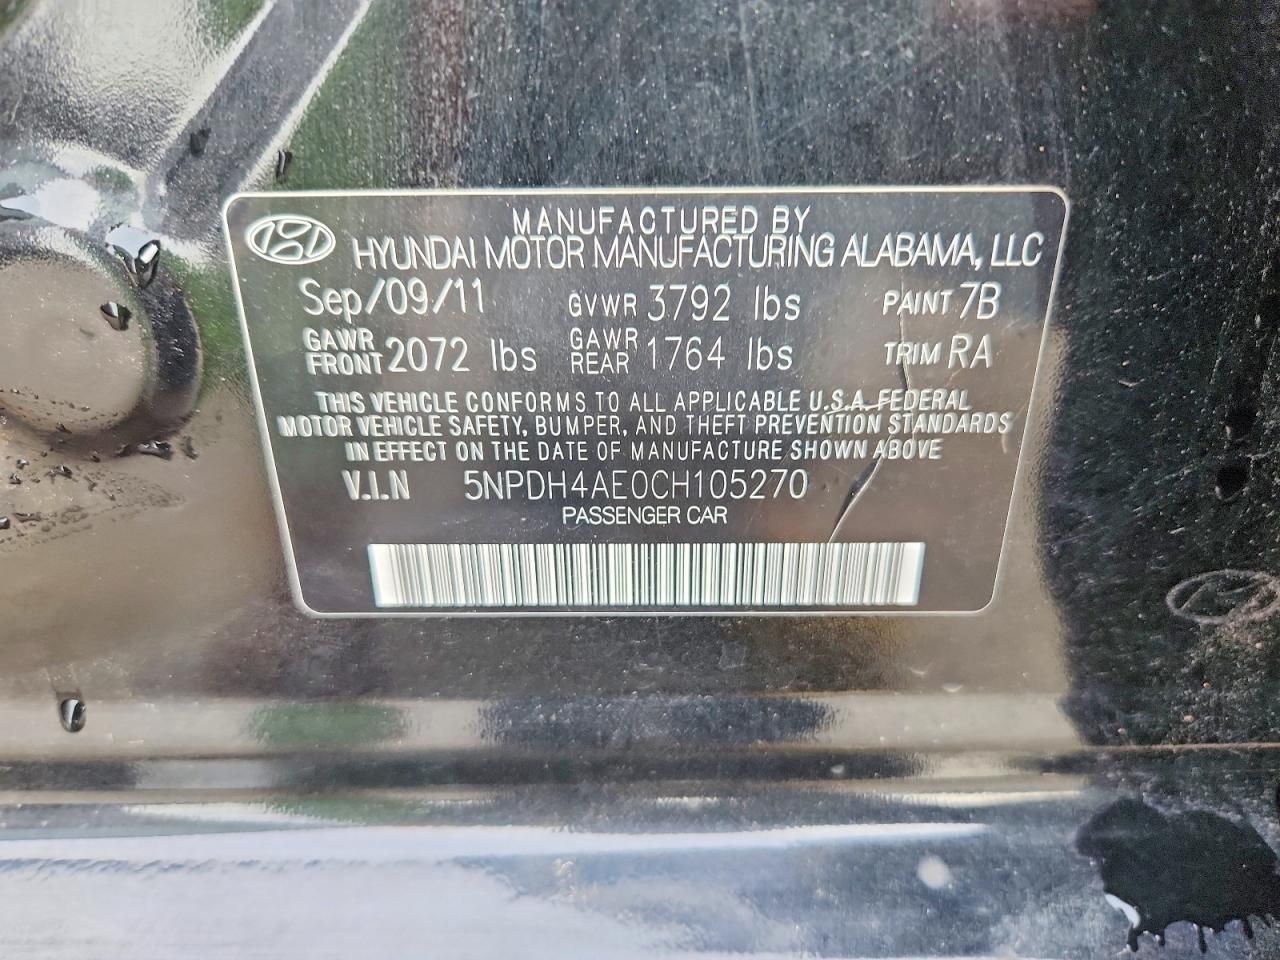 MANUFACTURED BY
HYUNDAI MOTOR MANUFACTURING ALABAMA, LLC
Sep/09/11 GVWR 3792 lbs PAINT 7B
GAWR FRONT 2072 lbs GAWR REAR 1764 lbs TRIM RA
THIS VEHICLE CONFORMS TO ALL APPLICABLE U.S.A. FEDERAL
MOTOR VEHICLE SAFETY, BUMPER, AND THEFT PREVENTION STANDARDS
IN EFFECT ON THE DATE OF MANUFACTURE SHOWN ABOVE
V.I.N 5NPDH4AE0CH105270
PASSENGER CAR